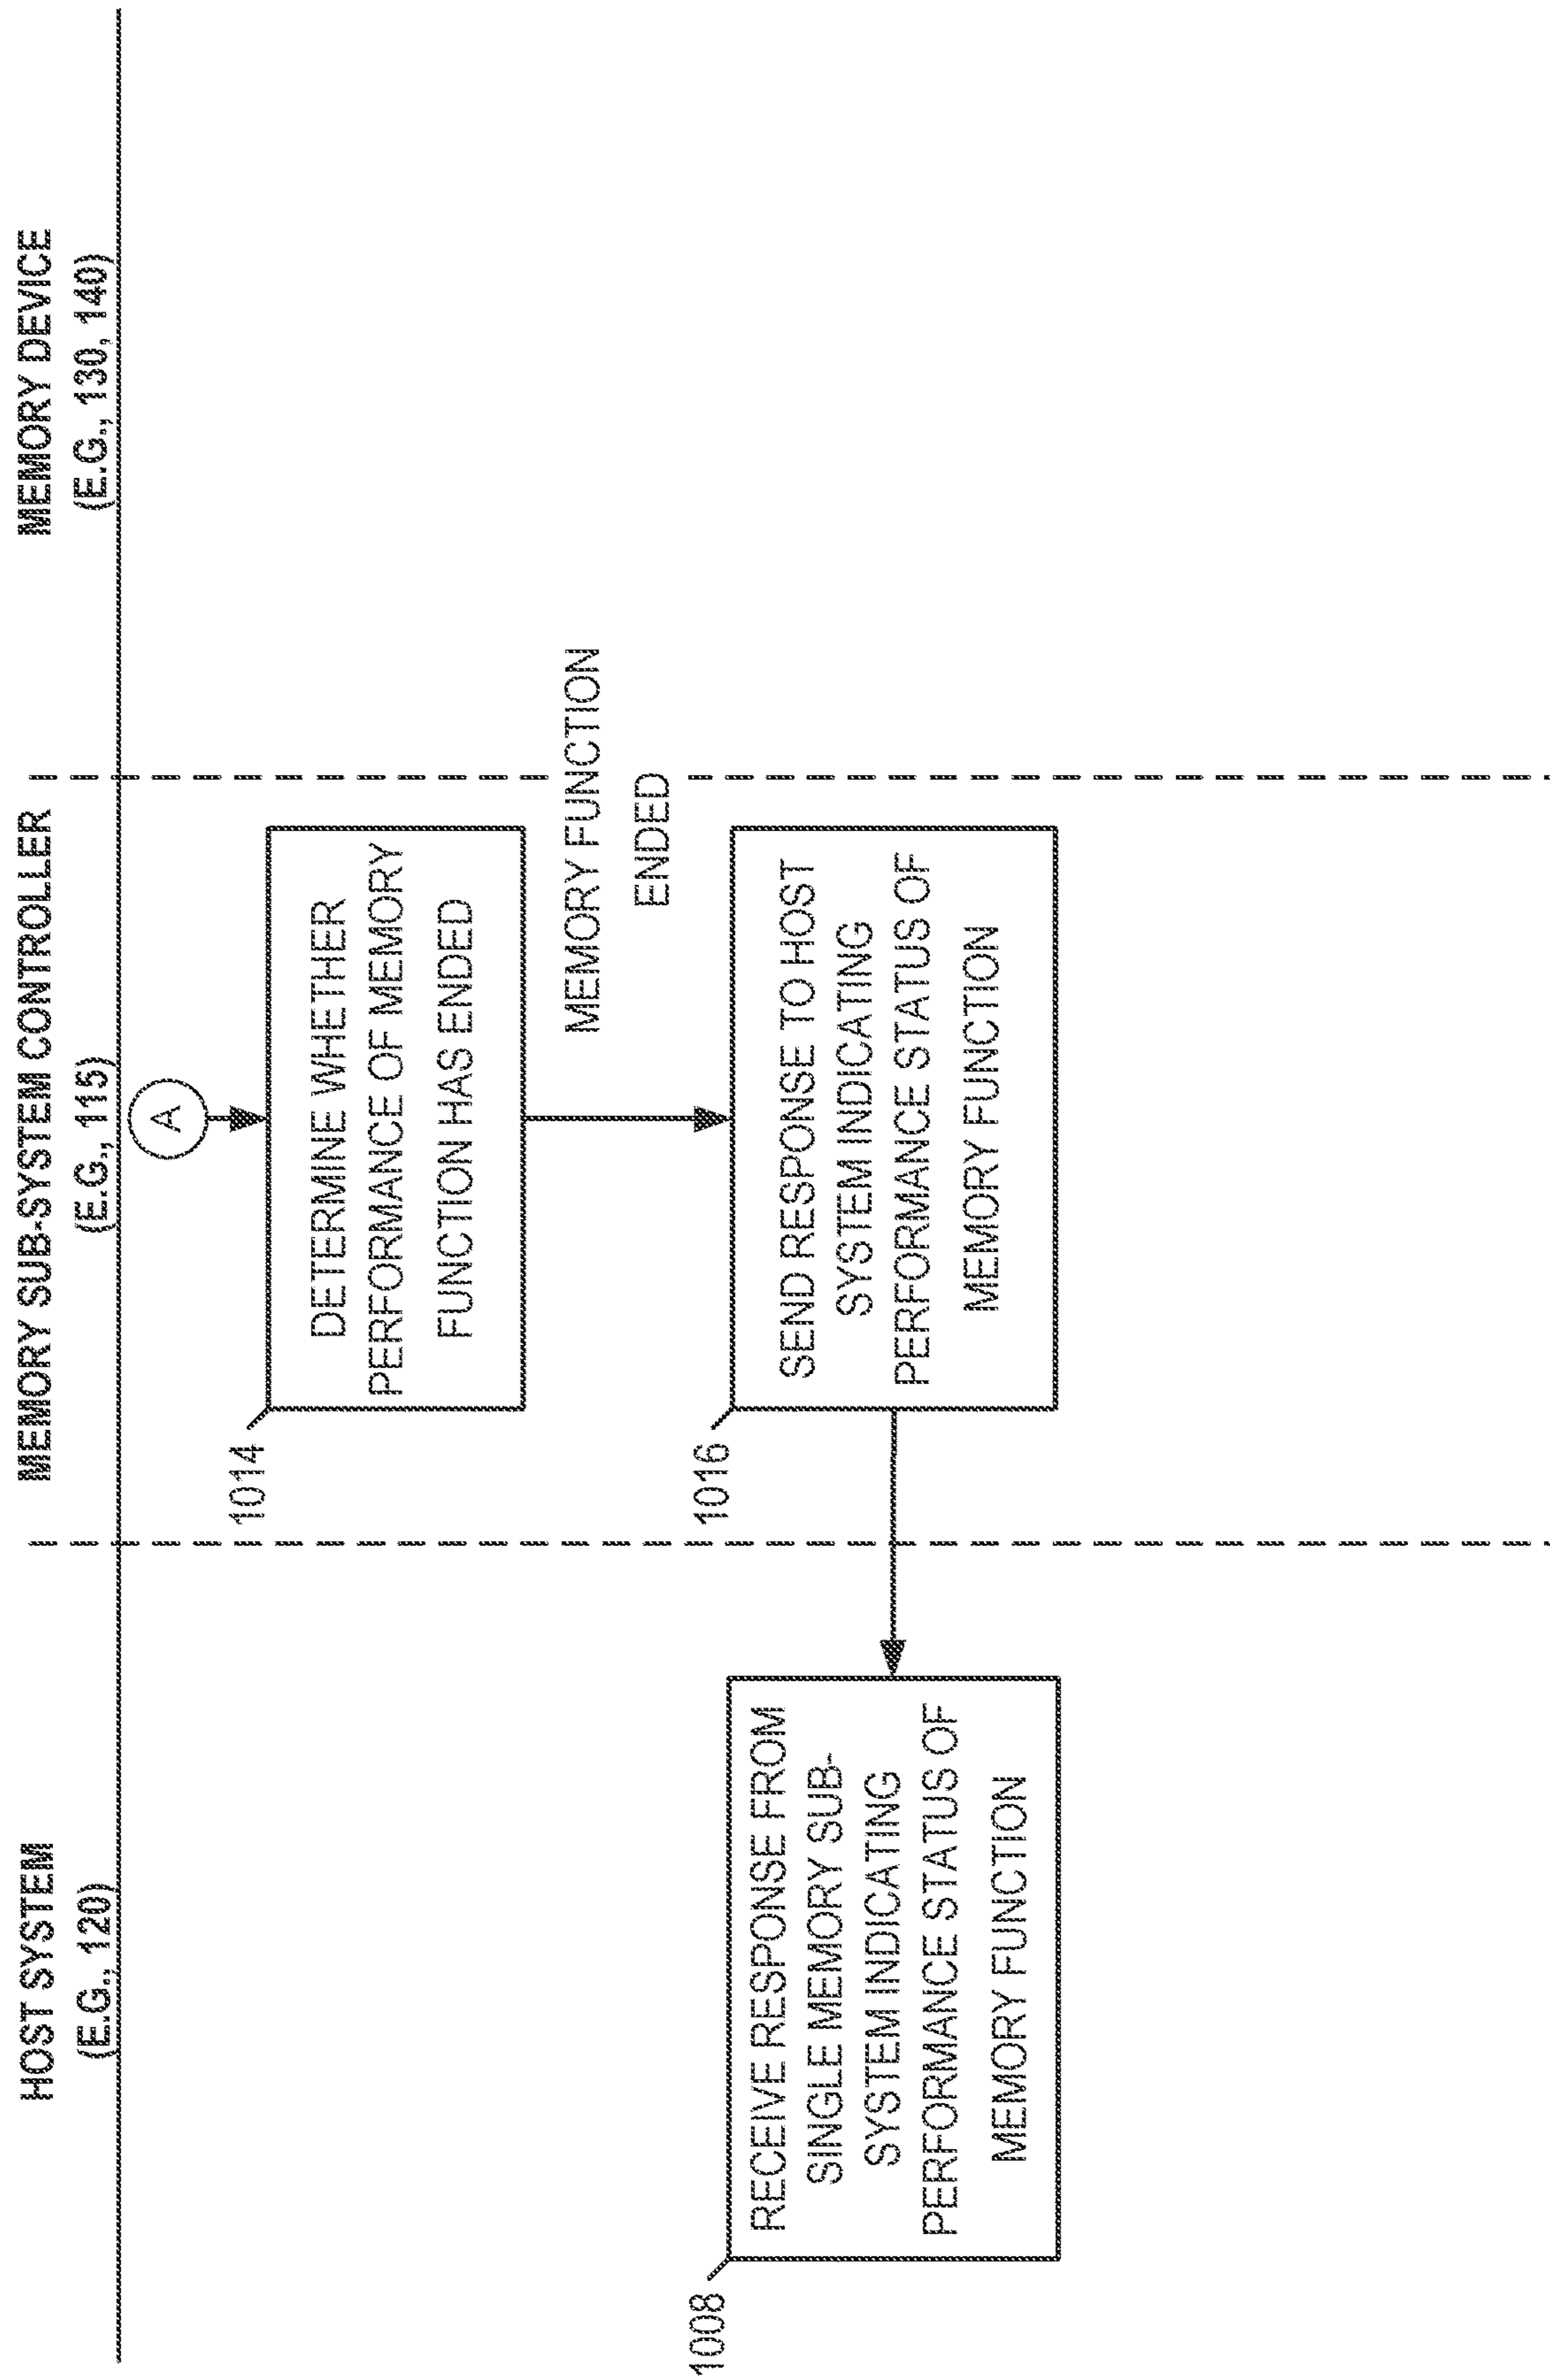 HOST SYSTEM
(E.G., 120)
MEMORY SUB-SYSTEM CONTROLLER
(E.G., 115)
MEMORY DEVICE
(E.G., 130, 140)
A
1014
DETERMINE WHETHER
PERFORMANCE OF MEMORY
FUNCTION HAS ENDED
MEMORY FUNCTION
ENDED
1016
SEND RESPONSE TO HOST
SYSTEM INDICATING
PERFORMANCE STATUS OF
MEMORY FUNCTION
1008
RECEIVE RESPONSE FROM
SINGLE MEMORY SUB-
SYSTEM INDICATING
PERFORMANCE STATUS OF
MEMORY FUNCTION